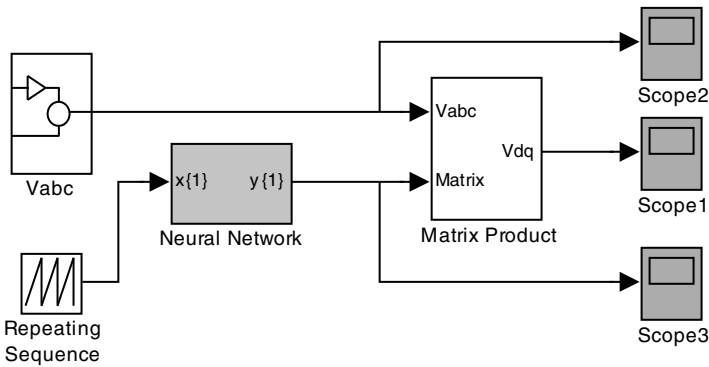 Scope2
Vabc
Vabc
Vdq
Matrix
Matrix Product
x{1}
y{1}
Neural Network
Scope1
Repeating
Sequence
Scope3